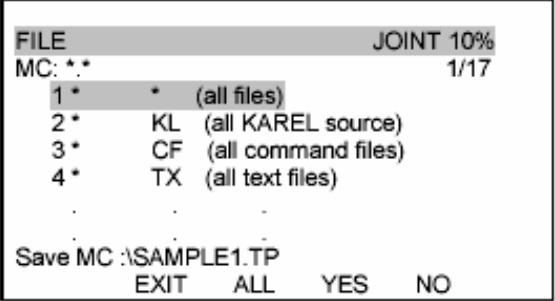 FILE JOINT 10%
MC: *.* 1/17
1 * * (all files)
2 * KL (all KAREL source)
3 * CF (all command files)
4 * TX (all text files)
. . .
. . .
Save MC :\SAMPLE1.TP
EXIT ALL YES NO